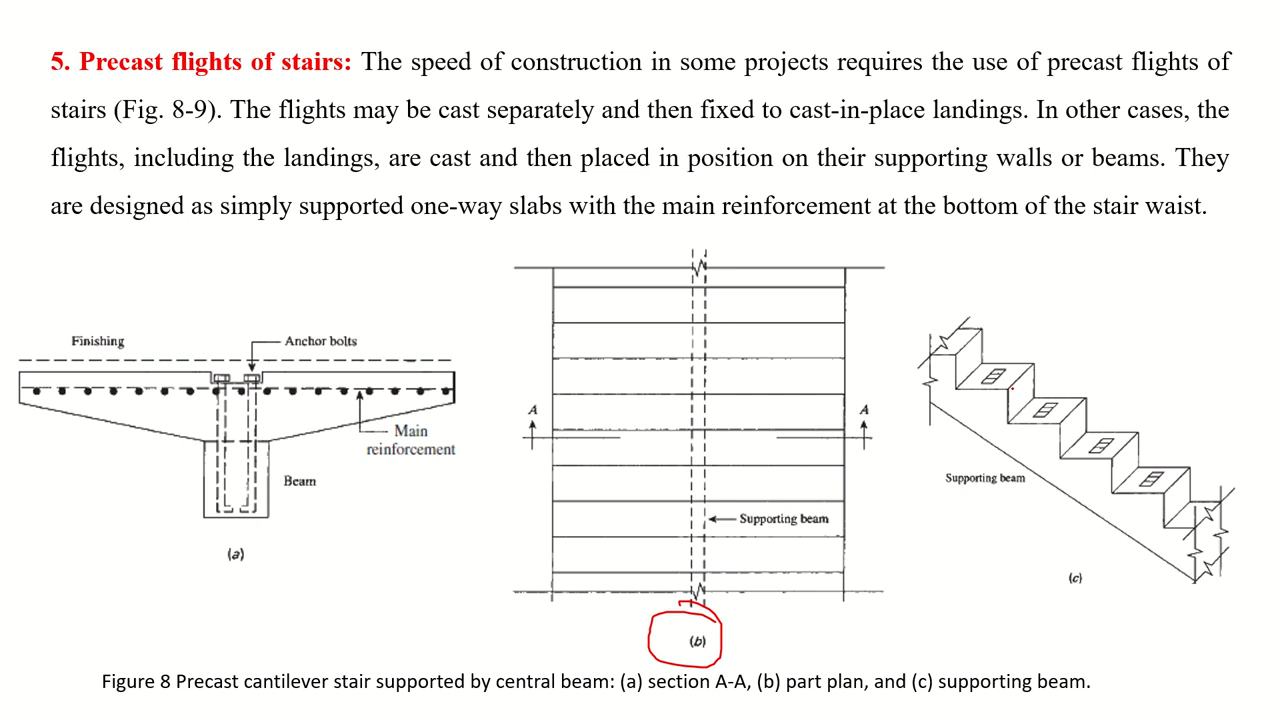 5. Precast flights of stairs: The speed of construction in some projects requires the use of precast flights of
stairs (Fig. 8-9). The flights may be cast separately and then fixed to cast-in-place landings. In other cases, the
flights, including the landings, are cast and then placed in position on their supporting walls or beams. They
are designed as simply supported one-way slabs with the main reinforcement at the bottom of the stair waist.
Finishing
Anchor bolts
Main
reinforcement
Beam
(a)
A
A
Supporting beam
(b)
Supporting beam
(c)
Figure 8 Precast cantilever stair supported by central beam: (a) section A-A, (b) part plan, and (c) supporting beam.